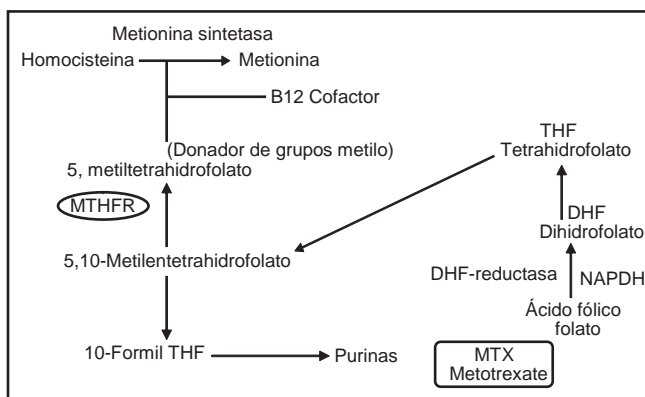 Metionina sintetasa
Homocisteina
Metionina
B12 Cofactor
(Donador de grupos metilo)
5, metiltetrahidrofolato
MTHFR
5,10-Metilentetrahidrofolato
10-Formil THF
Purinas
THF
Tetrahidrofolato
DHF
Dihidrofolato
DHF-reductasa
NAPDH
Ácido fólico
folato
MTX
Metotrexate